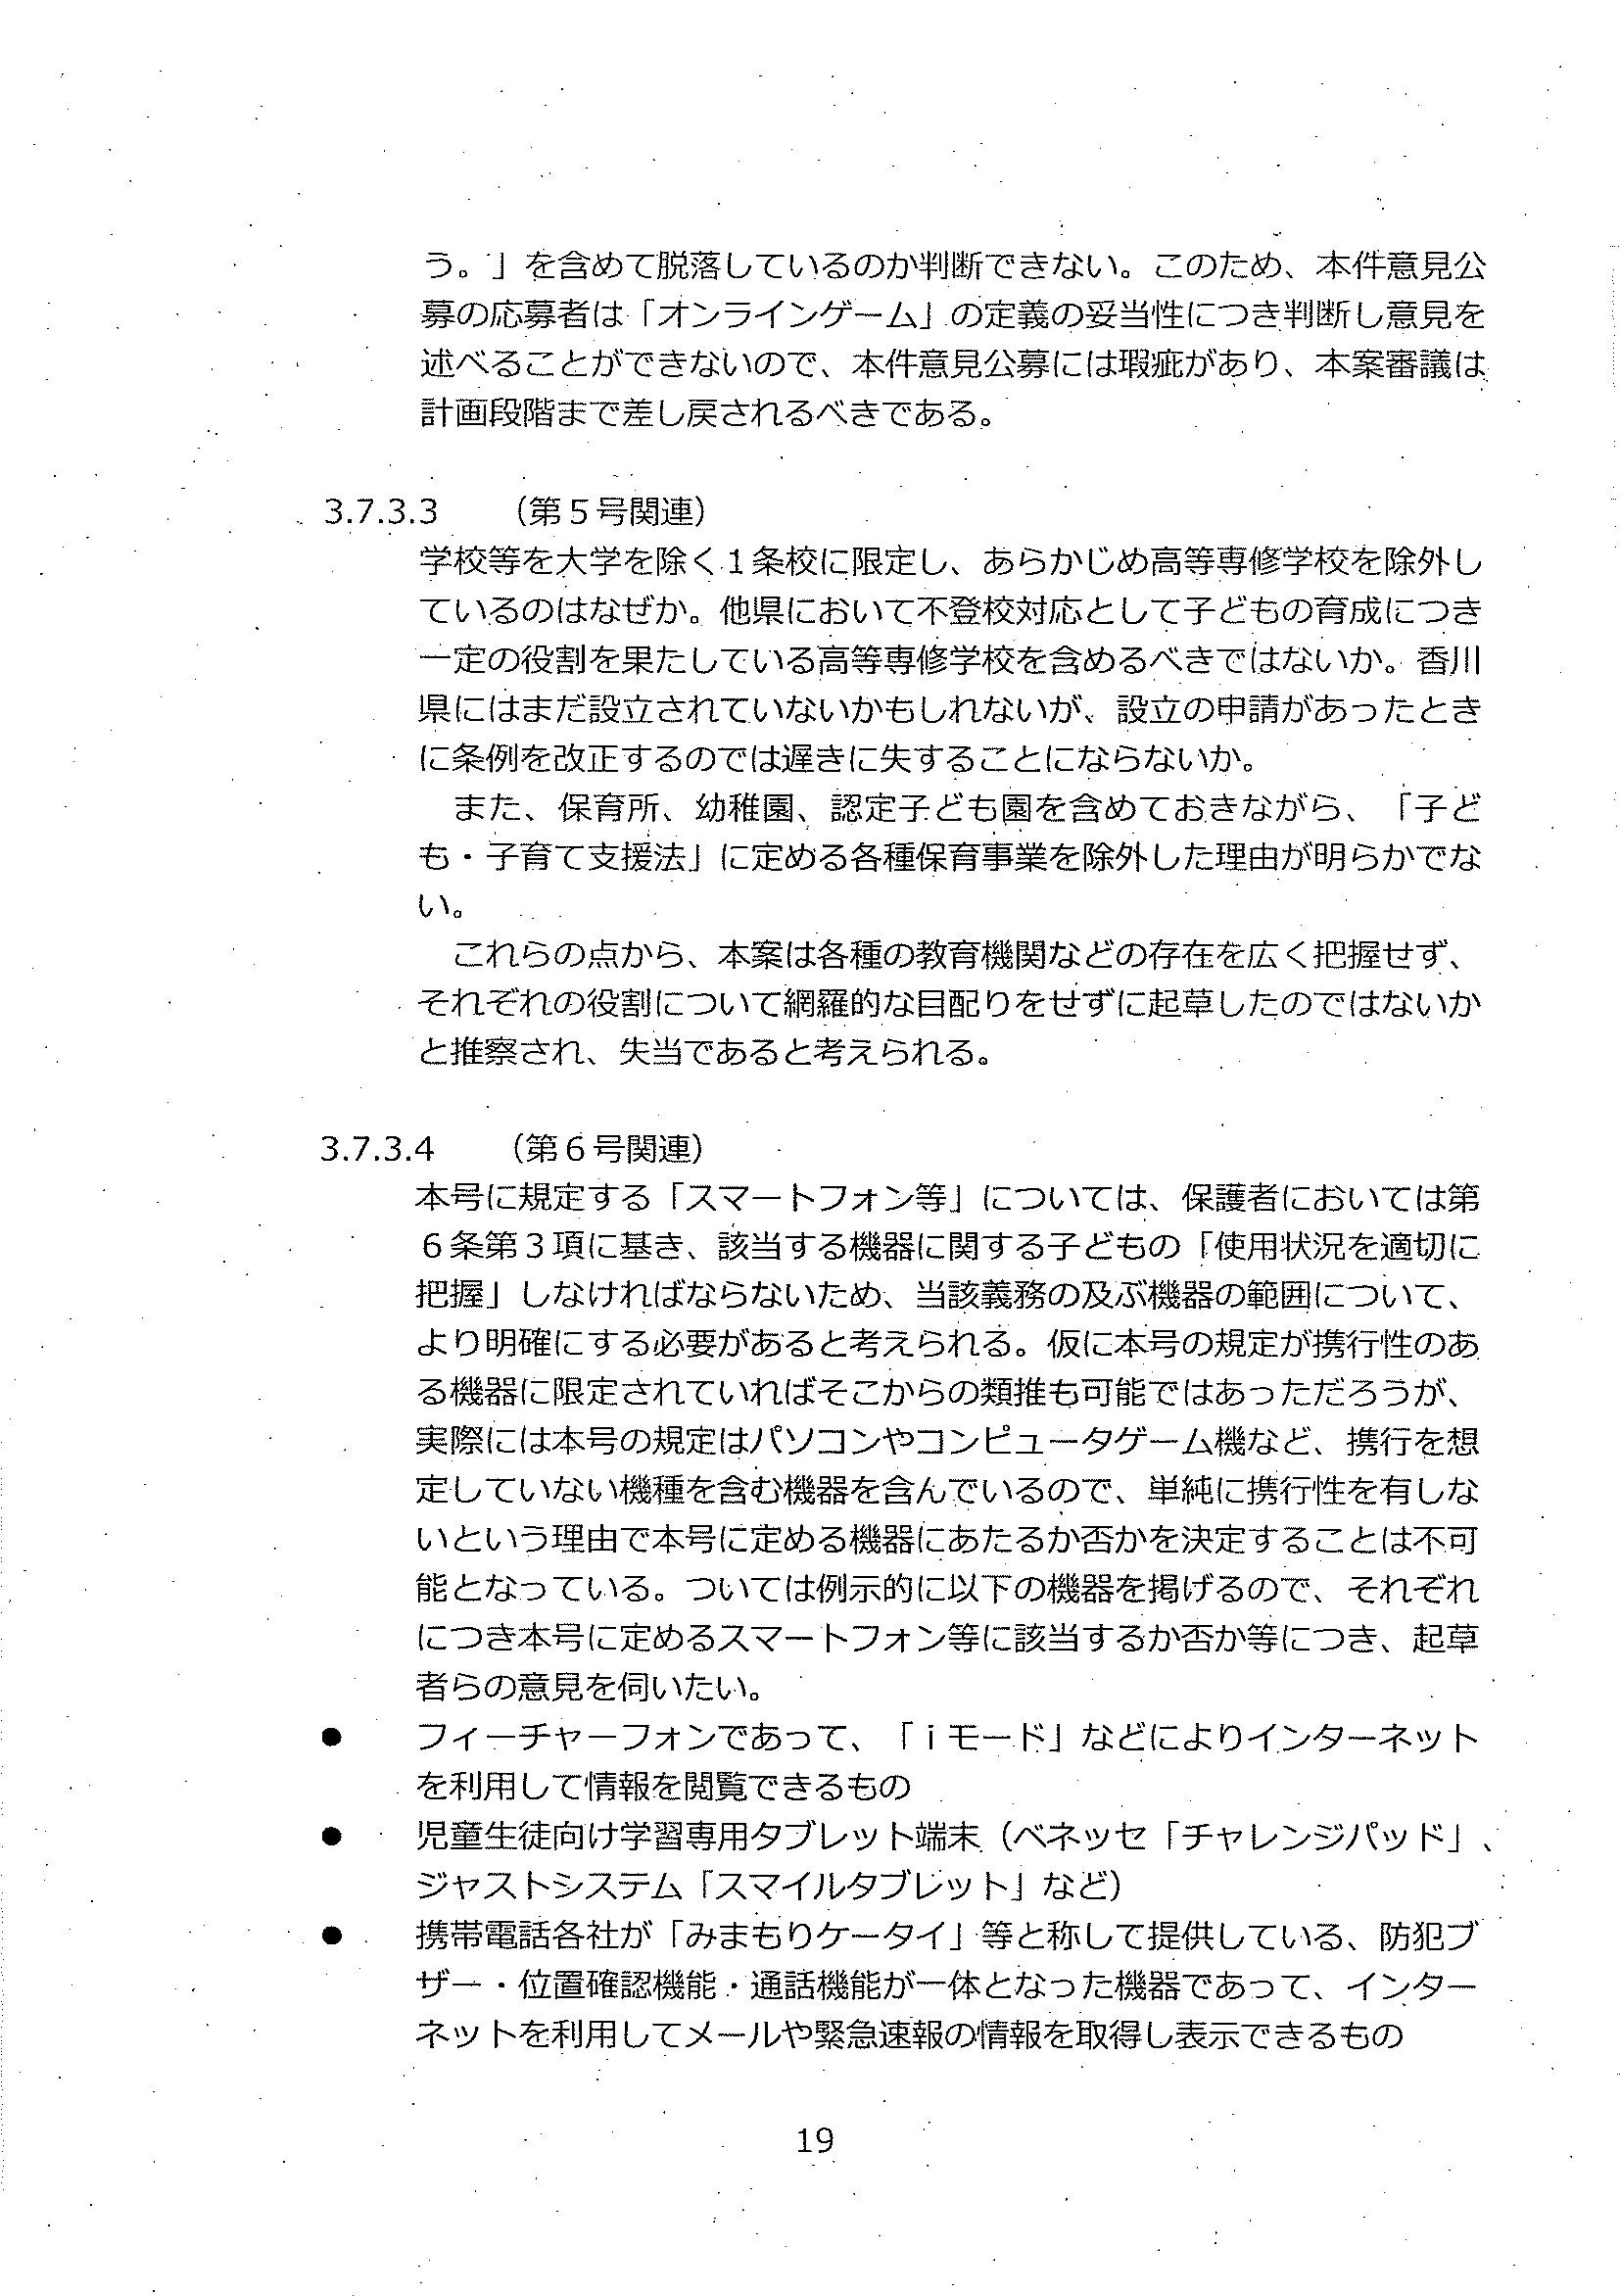 う。」を含めて脱落しているのか判断できない。このため、本件意見公
募の応募者は「オンラインゲーム」の定義の妥当性につき判断し意見を
述べることができないので、本件意見公募には瑕疵があり、本案審議は
計画段階まで差し戻されるべきである。
3.7.3.3 （第５号関連）
学校等を大学を除く１条校に限定し、あらかじめ高等専修学校を除外し
ているのはなぜか。他県において不登校対応として子どもの育成につき
一定の役割を果たしている高等専修学校を含めるべきではないか。香川
県にはまだ設立されていないかもしれないが、設立の申請があったとき
に条例を改正するのでは遅きに失することにならないか。
また、保育所、幼稚園、認定子ども園を含めておきながら、「子ど
も・子育て支援法」に定める各種保育事業を除外した理由が明らかでな
い。
これらの点から、本案は各種の教育機関などの存在を広く把握せず、
それぞれの役割について網羅的な目配りをせずに起草したのではないか
と推察され、失当であると考えられる。
3.7.3.4 （第６号関連）
本号に規定する「スマートフォン等」については、保護者においては第
６条第３項に基き、該当する機器に関する子どもの「使用状況を適切に
把握」しなければならないため、当該義務の及ぶ機器の範囲について、
より明確にする必要があると考えられる。仮に本号の規定が携行性のあ
る機器に限定されていればそこからの類推も可能ではあっただろうが、
実際には本号の規定はパソコンやコンピュータゲーム機など、携行を想
定していない機種を含む機器を含んでいるので、単純に携行性を有しな
いという理由で本号に定める機器にあたるか否かを決定することは不可
能となっている。ついては例示的に以下の機器を掲げるので、それぞれ
につき本号に定めるスマートフォン等に該当するか否か等につき、起草
者らの意見を伺いたい。
● フィーチャーフォンであって、「ｉモード」などによりインターネット
を利用して情報を閲覧できるもの
● 児童生徒向け学習専用タブレット端末（ベネッセ「チャレンジパッド」、
ジャストシステム「スマイルタブレット」など）
● 携帯電話各社が「みまもりケータイ」等と称して提供している、防犯ブ
ザー・位置確認機能・通話機能が一体となった機器であって、インター
ネットを利用してメールや緊急速報の情報を取得し表示できるもの
19